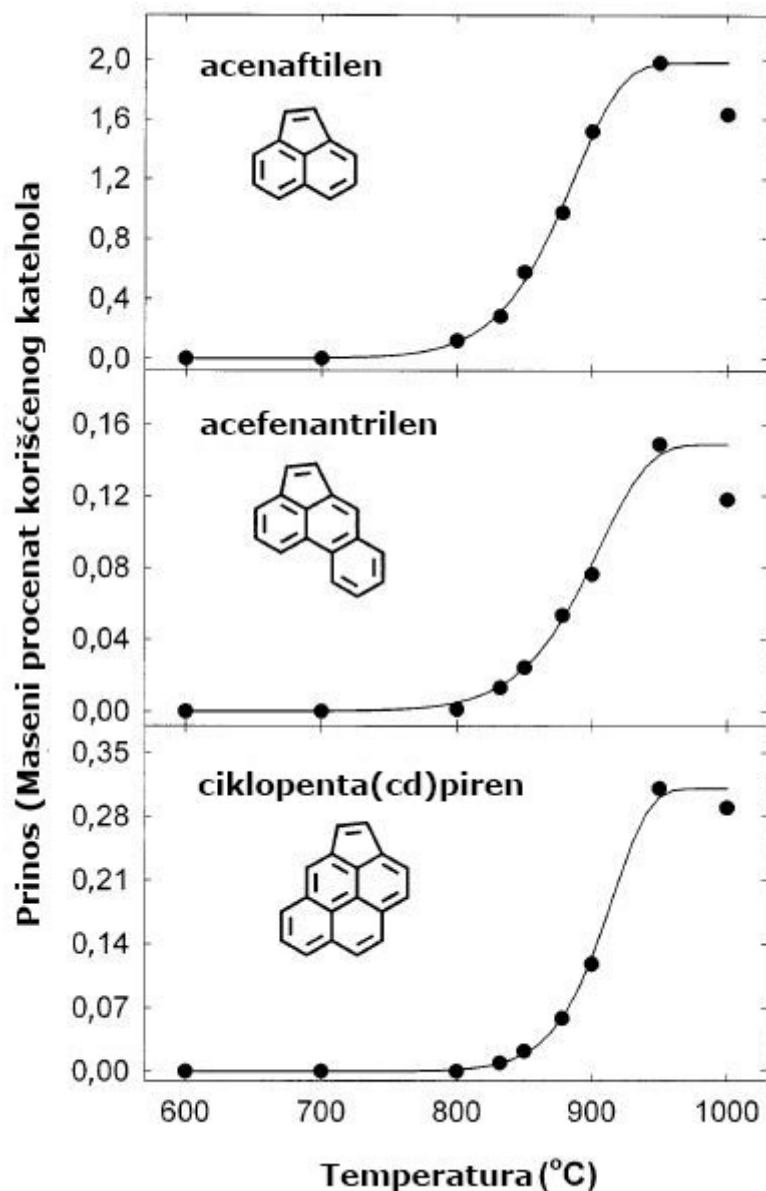 acenaftilen
2,0
1,6
1,2
0,8
0,4
0,0
acefenantrilen
0,16
0,12
0,08
0,04
0,00
ciklopenta(cd)piren
0,35
0,28
0,21
0,14
0,07
0,00
600 700 800 900 1000
Temperatura (°C)
Prinos (Maseni procenat korišćenog katehola